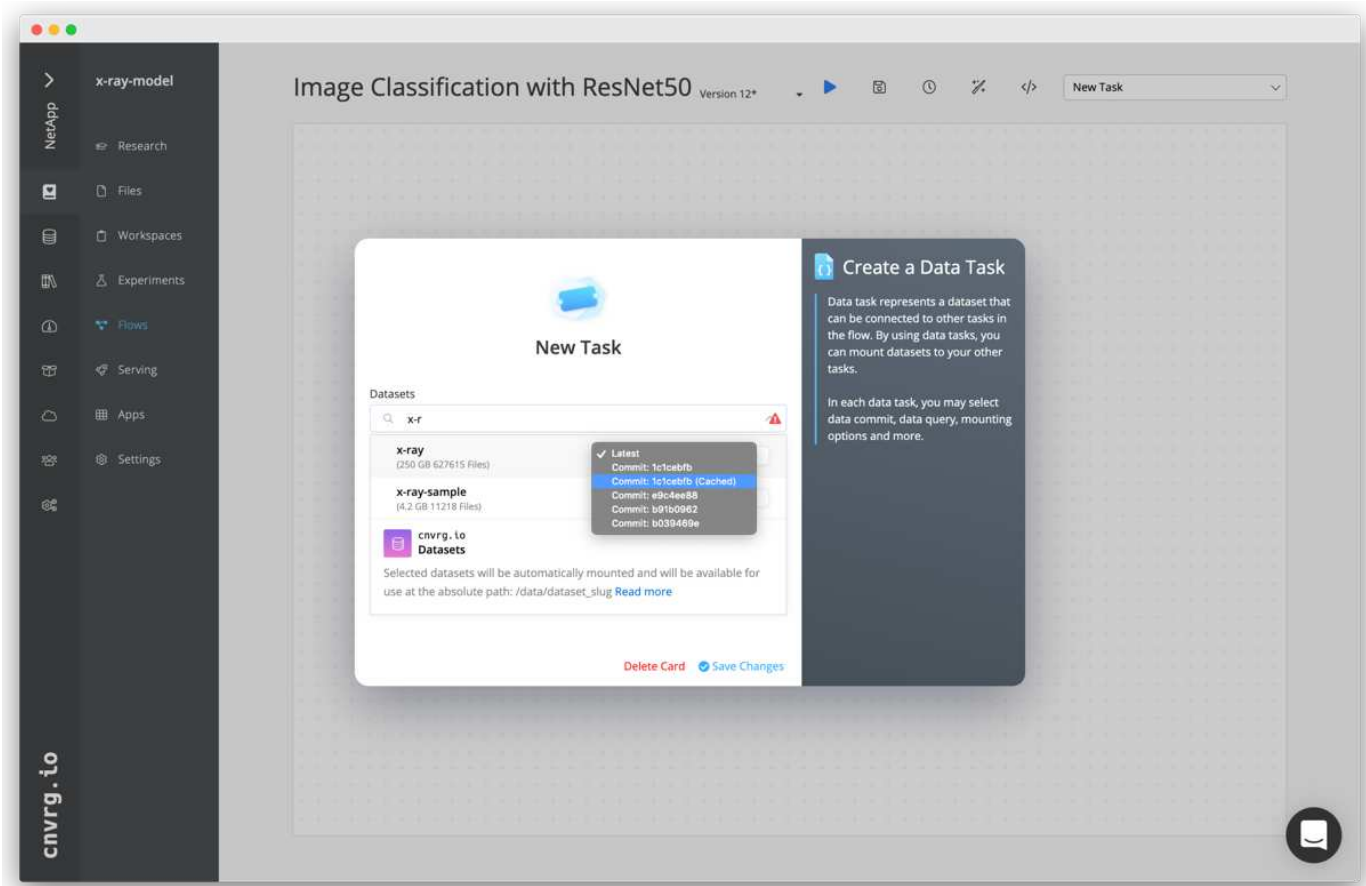 NetApp
cnvrg.io
x-ray-model
Research
Files
Workspaces
Experiments
Flows
Serving
Apps
Settings
Image Classification with ResNet50 Version 12*
New Task
New Task
Datasets
x-r
x-ray
(250 GB 627615 Files)
x-ray-sample
(4.2 GB 11218 Files)
✓ Latest
Commit: 1c1cebfb
Commit: 1c1cebfb (Cached)
Commit: e9c4ee88
Commit: b91b0962
Commit: b039469e
cnvrg.io
Datasets
Selected datasets will be automatically mounted and will be available for
use at the absolute path: /data/dataset_slug Read more
Delete Card Save Changes
Create a Data Task
Data task represents a dataset that
can be connected to other tasks in
the flow. By using data tasks, you
can mount datasets to your other
tasks.
In each data task, you may select
data commit, data query, mounting
options and more.